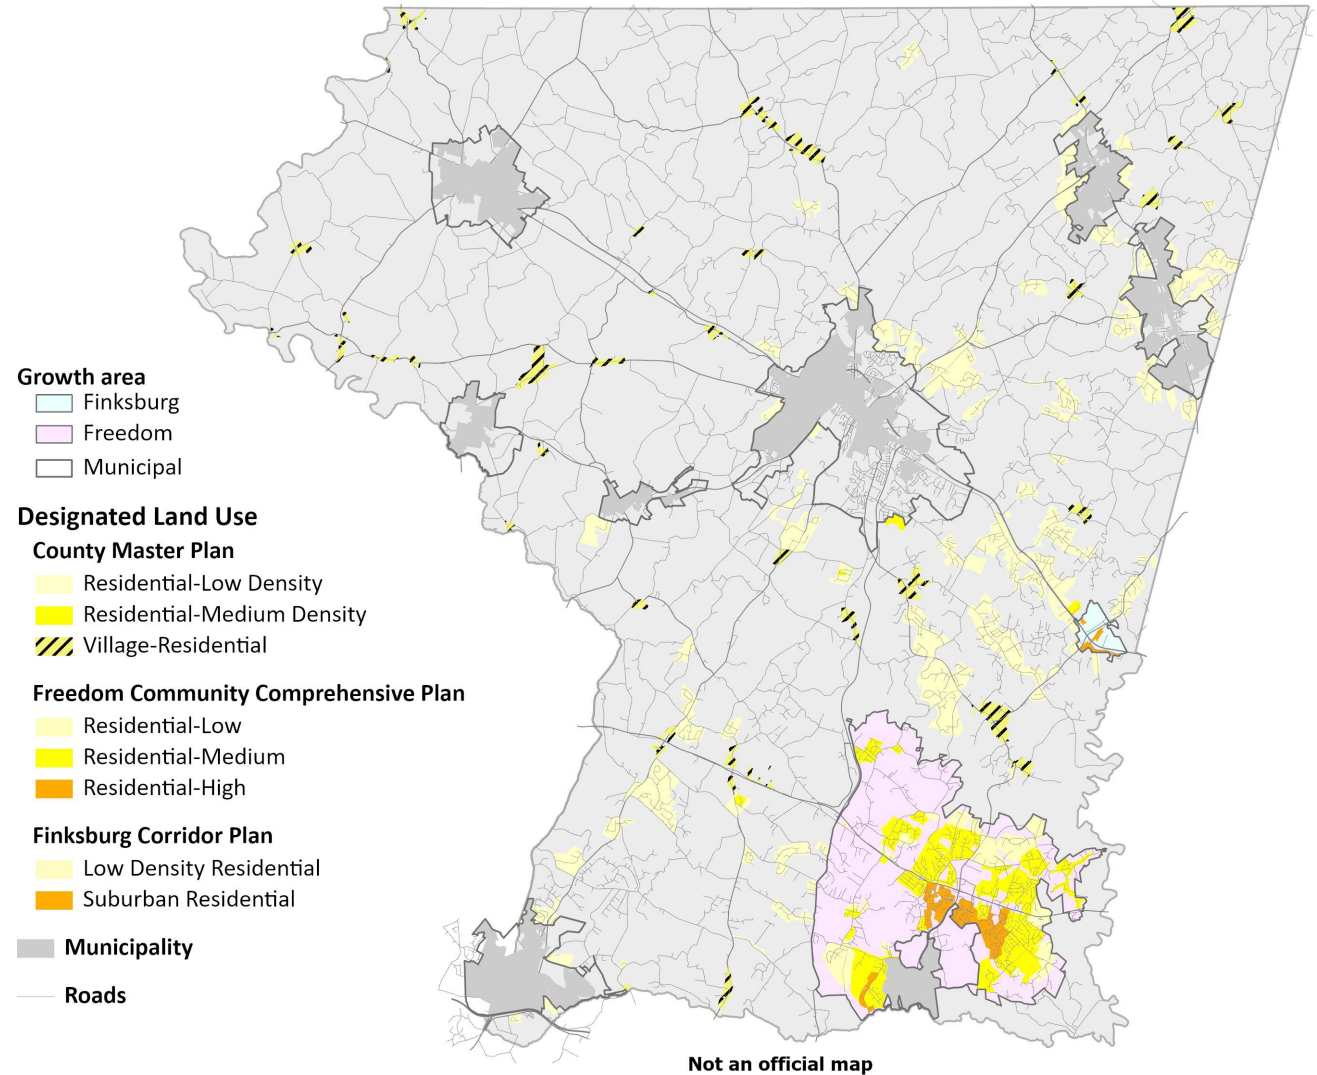 Growth area
Finksburg
Freedom
Municipal
Designated Land Use
County Master Plan
Residential-Low Density
Residential-Medium Density
Village-Residential
Freedom Community Comprehensive Plan
Residential-Low
Residential-Medium
Residential-High
Finksburg Corridor Plan
Low Density Residential
Suburban Residential
Municipality
Roads
Not an official map